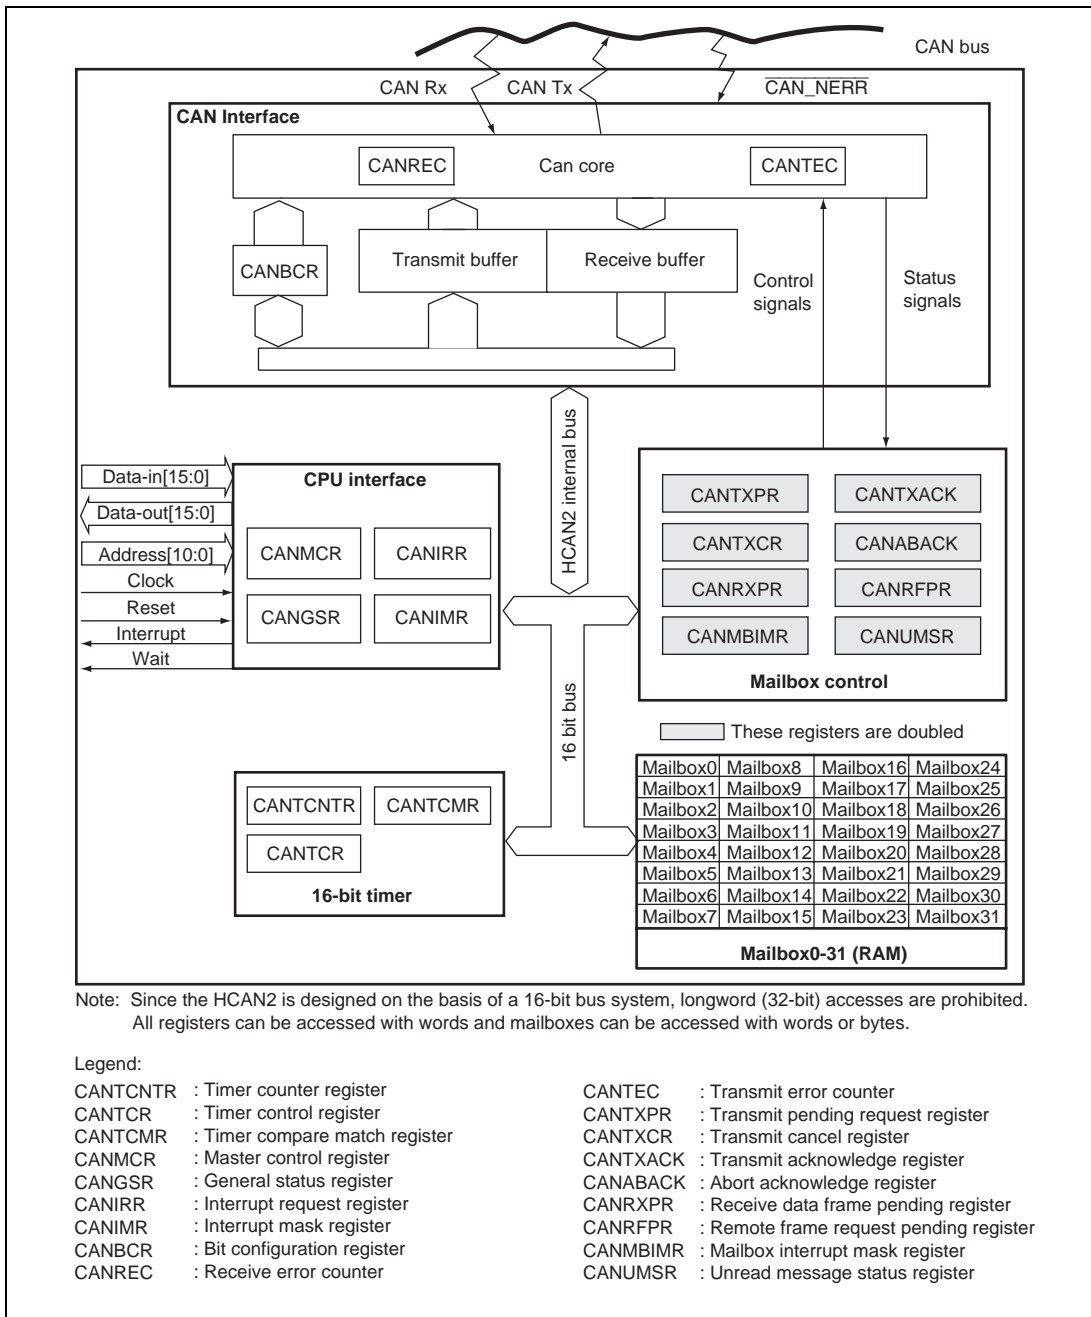 CAN bus
CAN Rx
CAN Tx
CAN_NERR
CAN Interface
CANREC
Can core
CANTEC
CANBCR
Transmit buffer
Receive buffer
Control
signals
Status
signals
HCAN2 internal bus
Data-in[15:0]
Data-out[15:0]
Address[10:0]
Clock
Reset
Interrupt
Wait
CPU interface
CANMCR
CANIRR
CANGSR
CANIMR
CANTXPR
CANTXACK
CANTXCR
CANABACK
CANRXPR
CANRFPR
CANMBIMR
CANUMSR
Mailbox control
16 bit bus
These registers are doubled
CANTCNTR
CANTCMR
CANTCR
16-bit timer
Mailbox0 Mailbox8 Mailbox16 Mailbox24
Mailbox1 Mailbox9 Mailbox17 Mailbox25
Mailbox2 Mailbox10 Mailbox18 Mailbox26
Mailbox3 Mailbox11 Mailbox19 Mailbox27
Mailbox4 Mailbox12 Mailbox20 Mailbox28
Mailbox5 Mailbox13 Mailbox21 Mailbox29
Mailbox6 Mailbox14 Mailbox22 Mailbox30
Mailbox7 Mailbox15 Mailbox23 Mailbox31
Mailbox0-31 (RAM)
Note: Since the HCAN2 is designed on the basis of a 16-bit bus system, longword (32-bit) accesses are prohibited.
All registers can be accessed with words and mailboxes can be accessed with words or bytes.
Legend:
CANTCNTR : Timer counter register
CANTCR : Timer control register
CANTCMR : Timer compare match register
CANMCR : Master control register
CANGSR : General status register
CANIRR : Interrupt request register
CANIMR : Interrupt mask register
CANBCR : Bit configuration register
CANREC : Receive error counter
CANTEC : Transmit error counter
CANTXPR : Transmit pending request register
CANTXCR : Transmit cancel register
CANTXACK : Transmit acknowledge register
CANABACK : Abort acknowledge register
CANRXPR : Receive data frame pending register
CANRFPR : Remote frame request pending register
CANMBIMR : Mailbox interrupt mask register
CANUMSR : Unread message status register